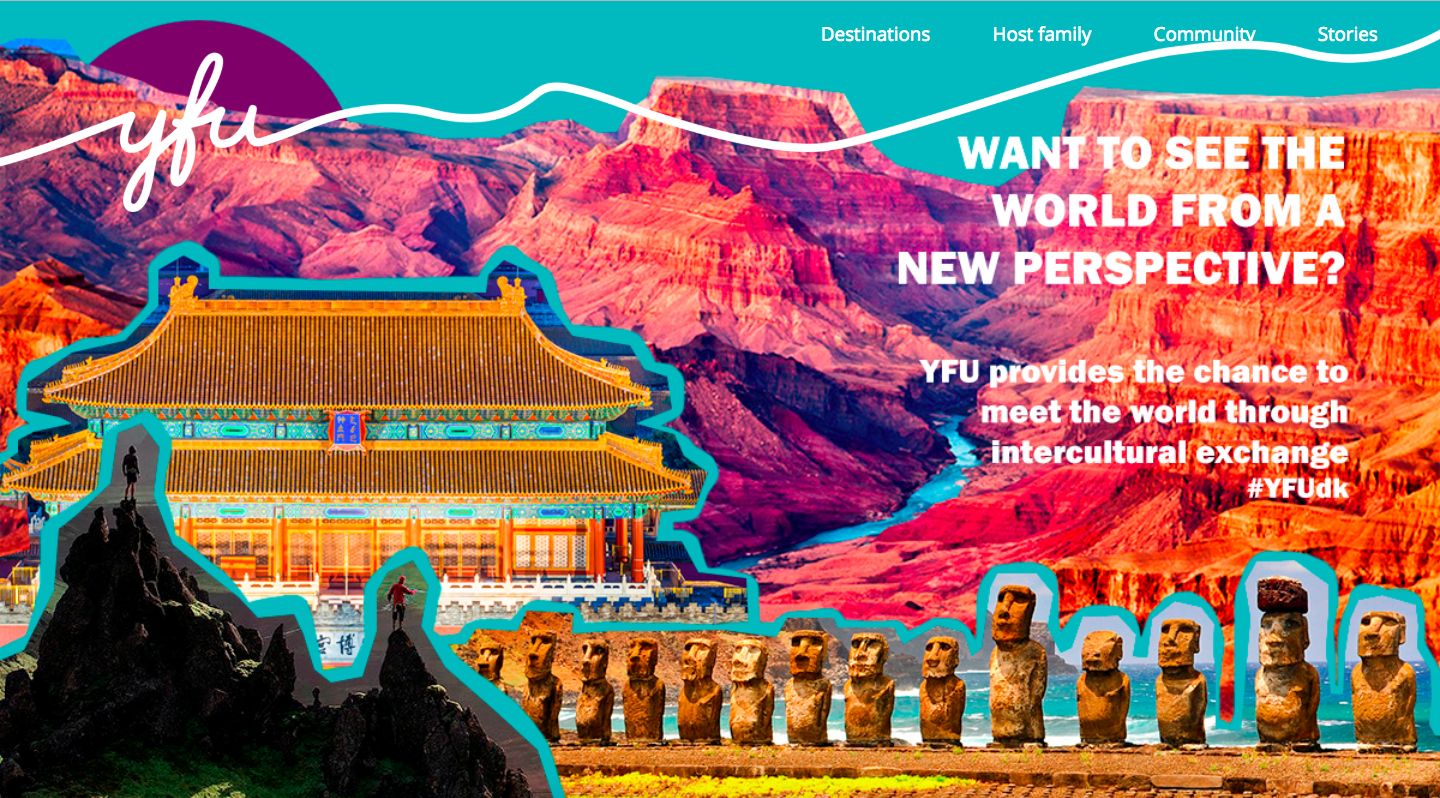 Destinations
Host family
Community
Stories
yfu
WANT TO SEE THE
WORLD FROM A
NEW PERSPECTIVE?
YFU provides the chance to
meet the world through
intercultural exchange
#YFUdk